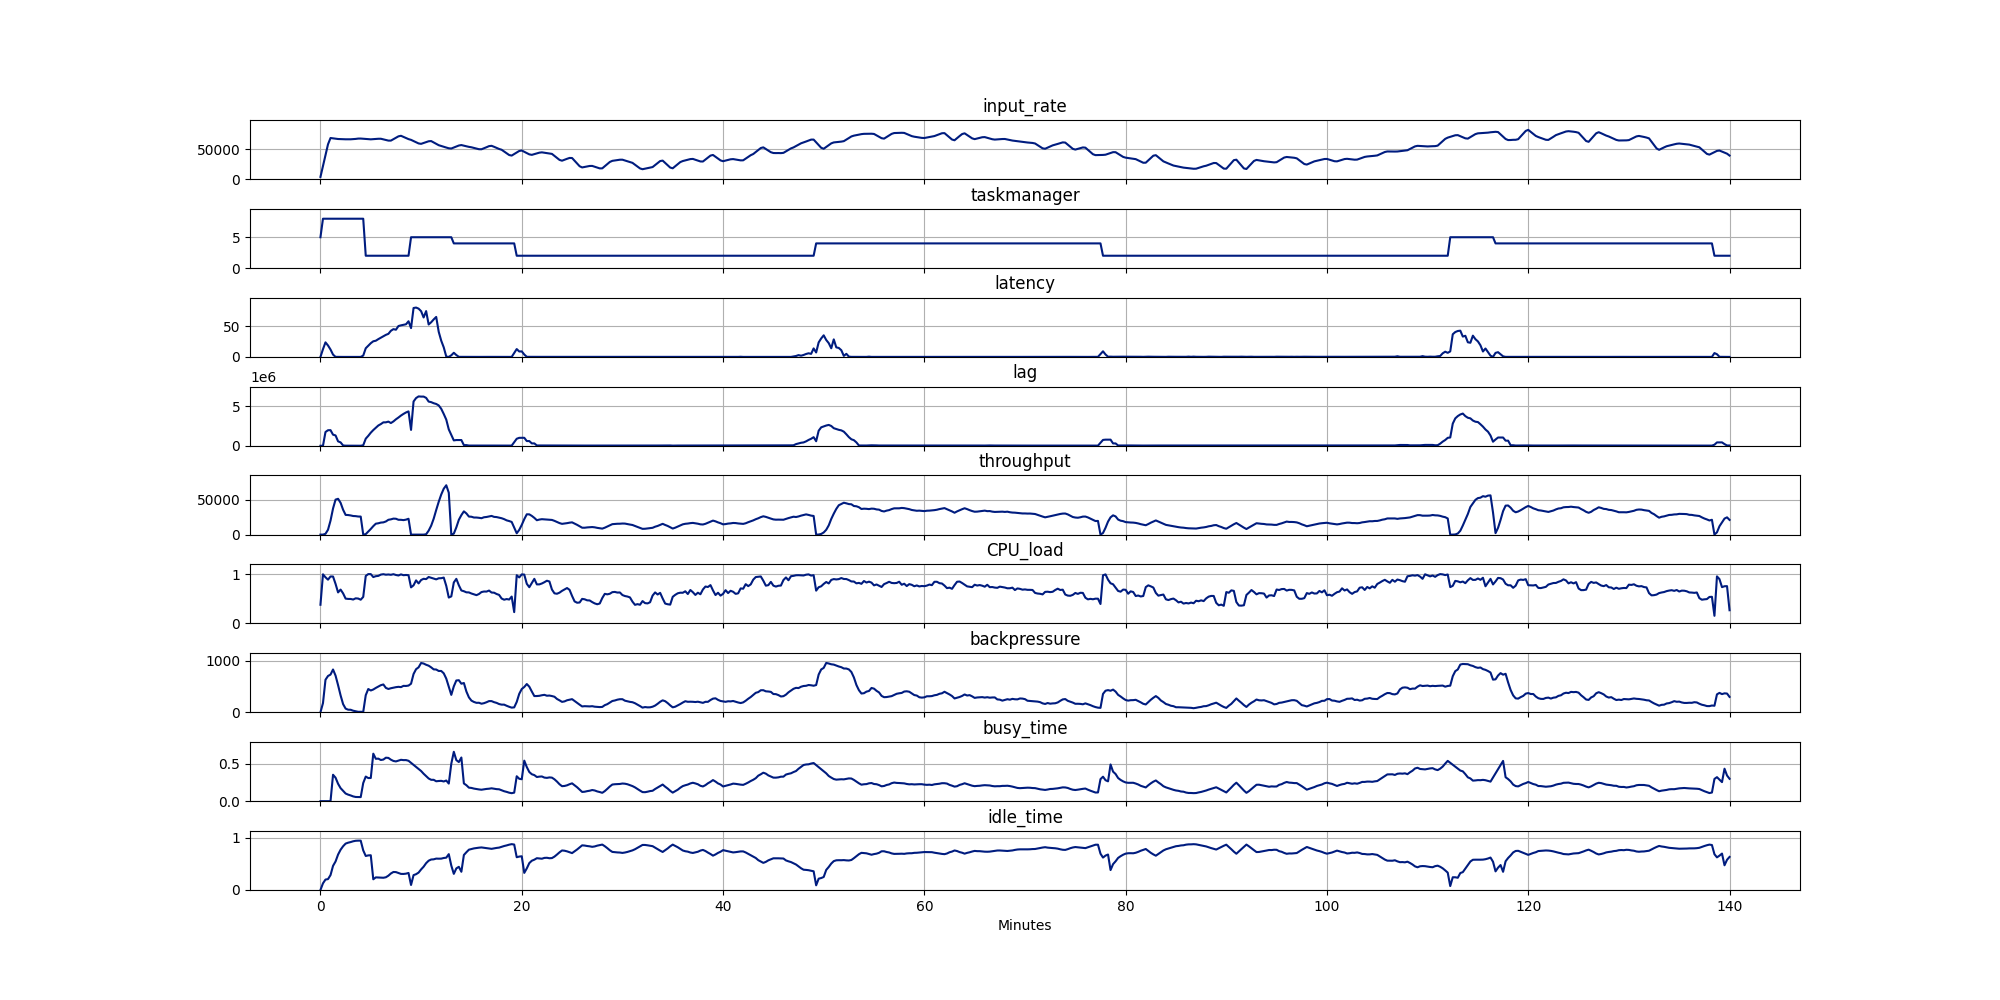 input_rate
50000
0
taskmanager
5
0
latency
50
0
lag
1e6
5
0
throughput
50000
0
CPU_load
1
0
backpressure
1000
0
busy_time
0.5
0.0
idle_time
1
0
0 20 40 60 80 100 120 140
Minutes